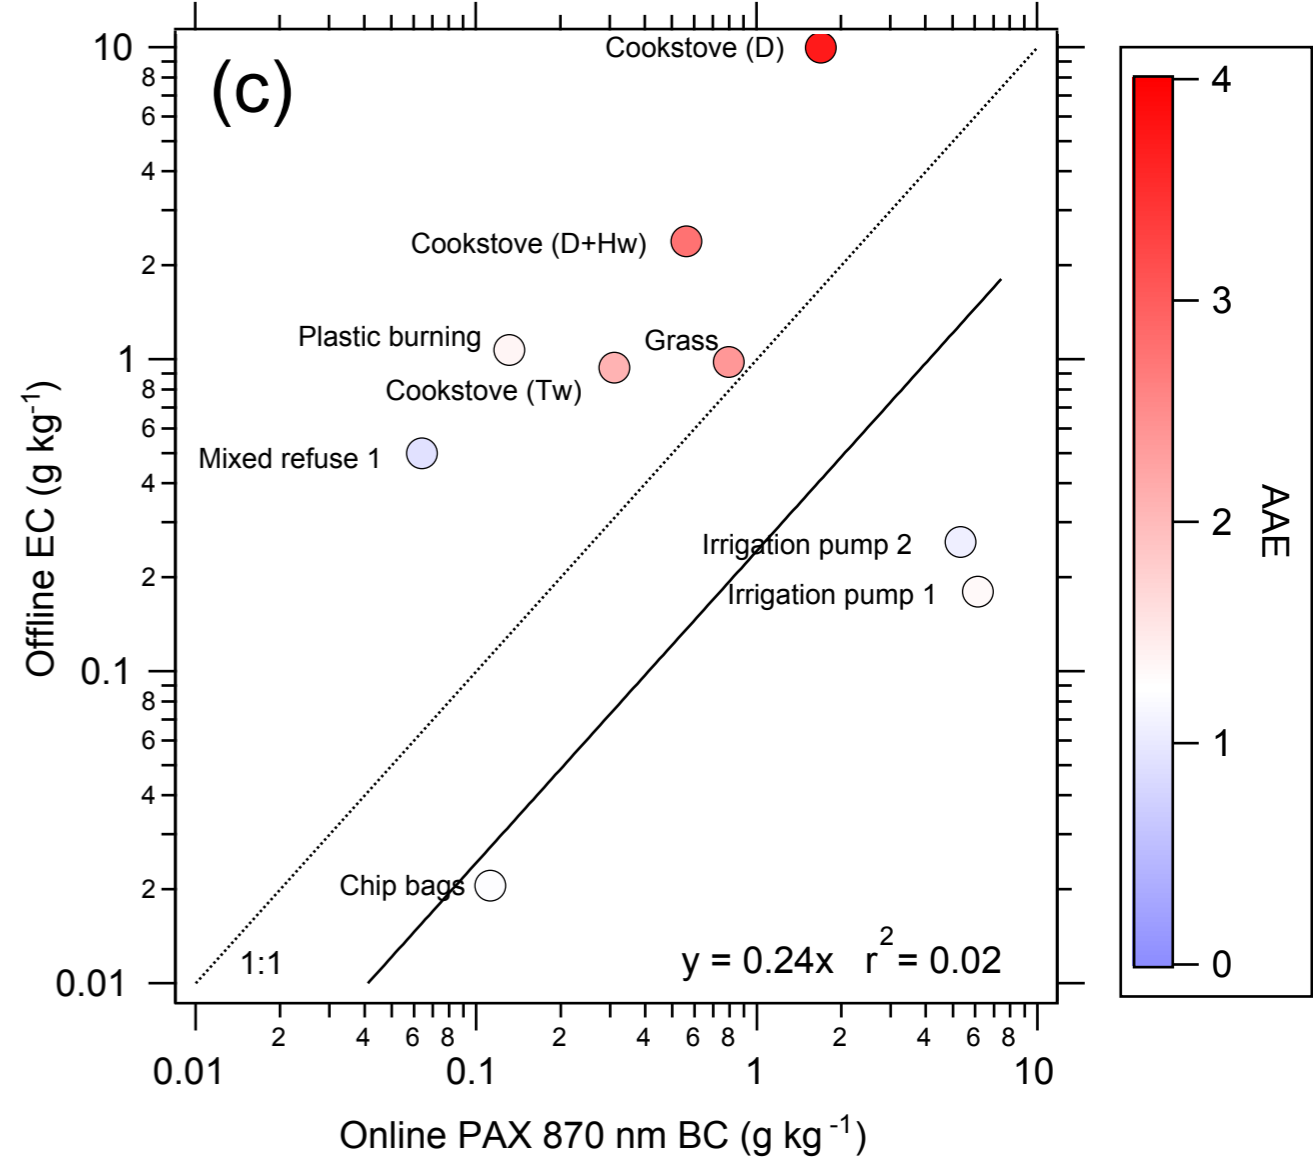 (c)
Cookstove (D)
Cookstove (D+Hw)
Plastic burning
Grass
Cookstove (Tw)
Mixed refuse 1
Irrigation pump 2
Irrigation pump 1
Chip bags
1:1
y = 0.24x r² = 0.02
Offline EC (g kg⁻¹)
10
8
6
4
2
1
8
6
4
2
0.1
8
6
4
2
0.01
2
4
6
8
2
4
6
8
2
4
6
8
0.01
0.1
1
10
Online PAX 870 nm BC (g kg⁻¹)
4
3
2
1
0
AAE